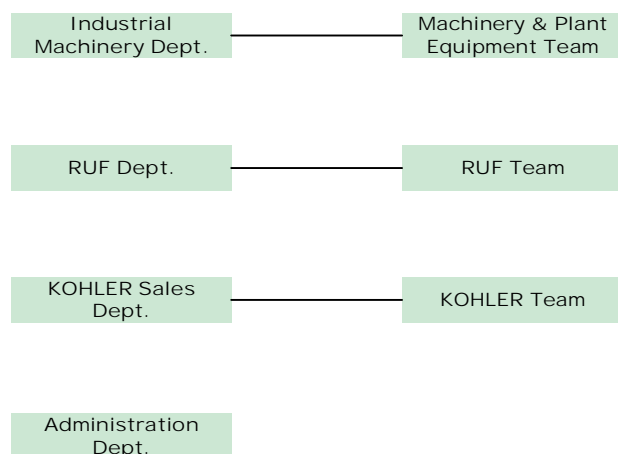 Industrial
Machinery Dept.
Machinery & Plant
Equipment Team
RUF Dept.
RUF Team
KOHLER Sales
Dept.
KOHLER Team
Administration
Dept.